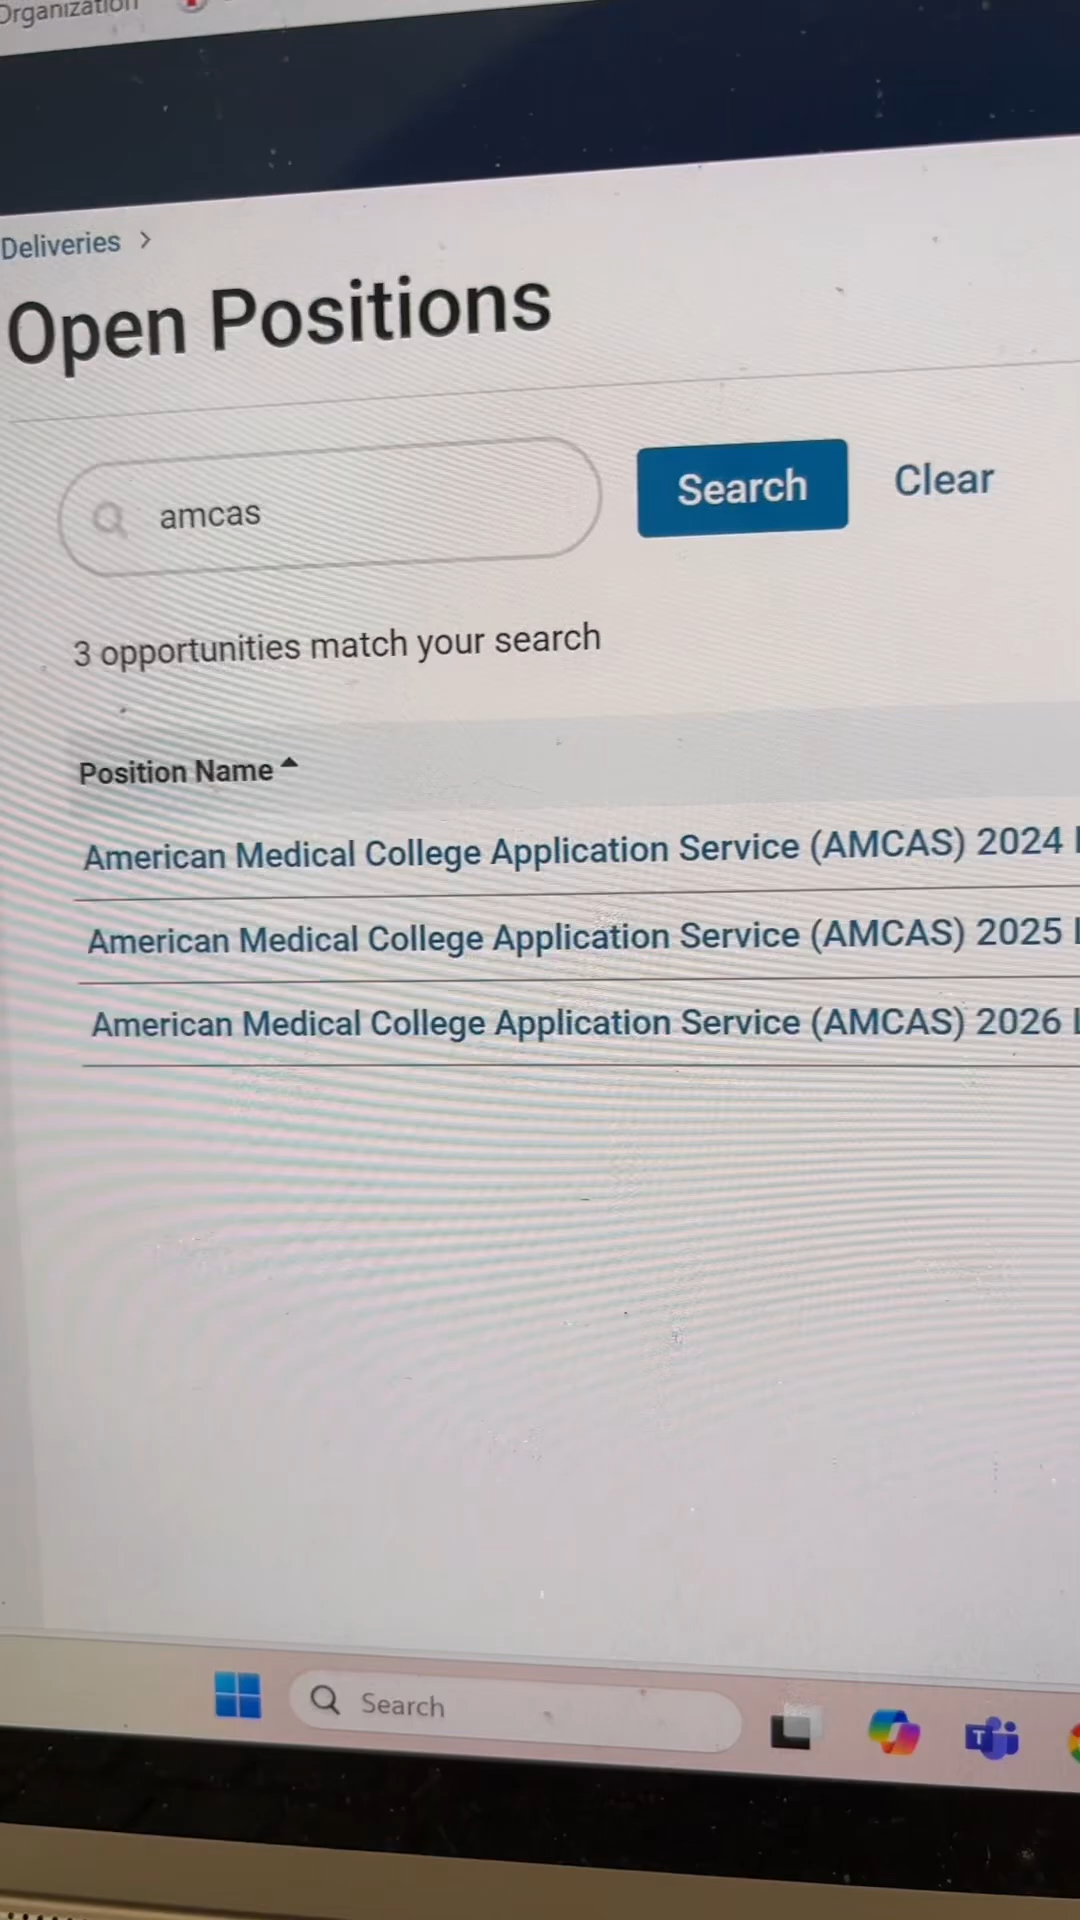 Organization
Deliveries >
Open Positions
amcas
Search
Clear
3 opportunities match your search
Position Name
American Medical College Application Service (AMCAS) 2024
American Medical College Application Service (AMCAS) 2025
American Medical College Application Service (AMCAS) 2026
Search
T